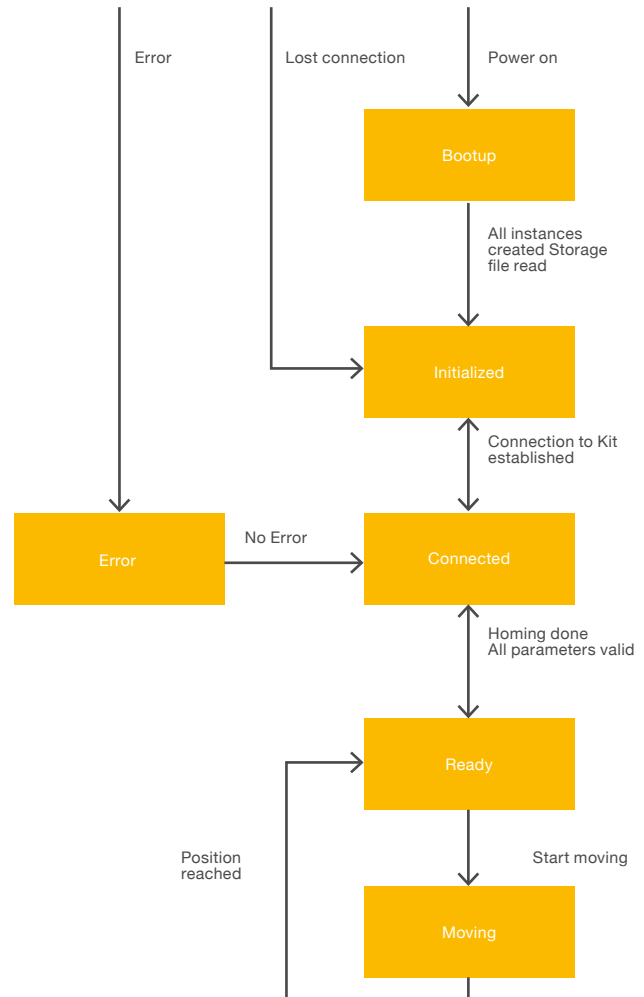 Error
Lost connection
Power on
Bootup
All instances
created Storage
file read
Initialized
Connection to Kit
established
No Error
Error
Connected
Homing done
All parameters valid
Ready
Position
reached
Start moving
Moving